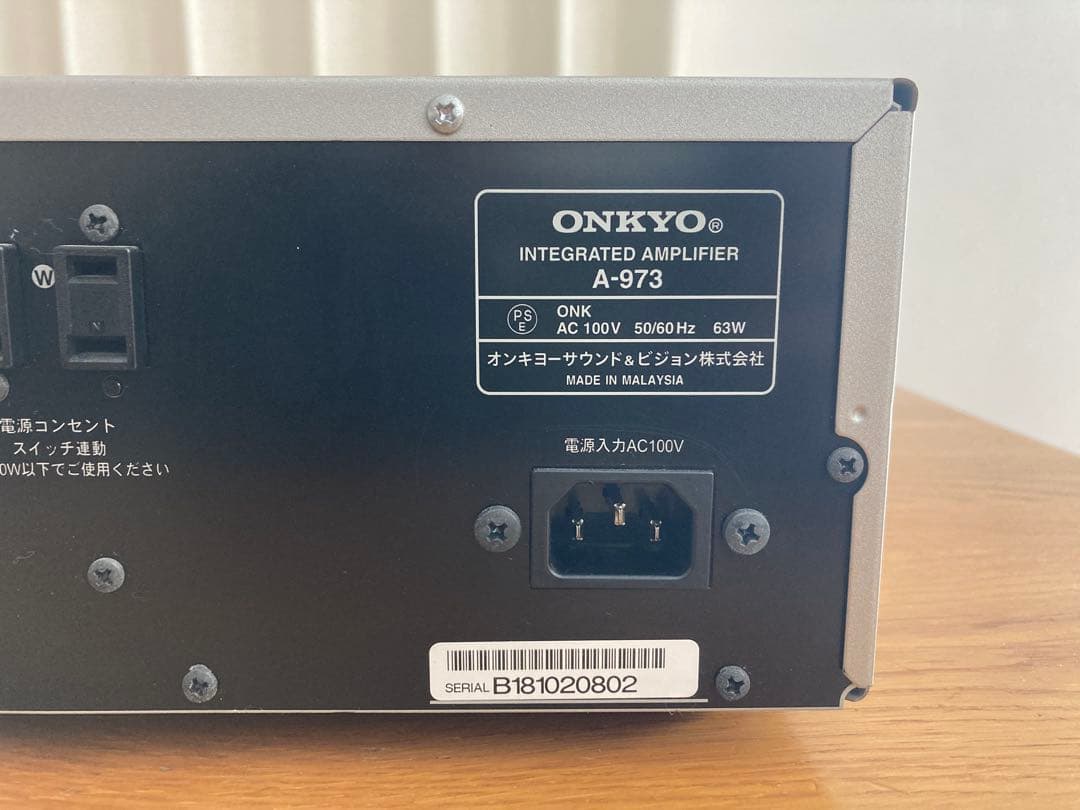 ONKYO®
INTEGRATED AMPLIFIER
A-973
PS
E
ONK
AC 100V 50/60Hz 63W
オンキヨーサウンド&ビジョン株式会社
MADE IN MALAYSIA
W
N
電源コンセント
スイッチ連動
0W以下でご使用ください
電源入力AC100V
SERIAL B181020802